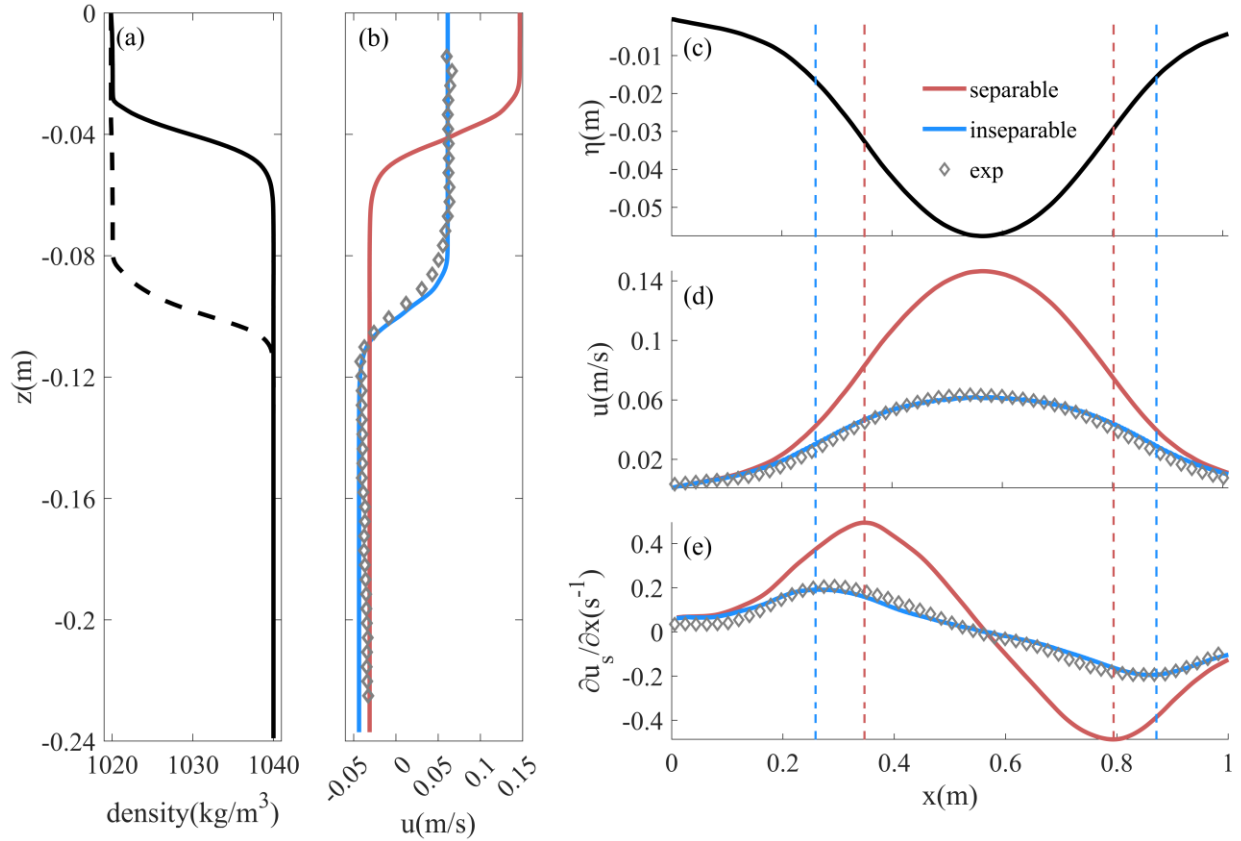 (a)
0
-0.04
-0.08
-0.12
-0.16
-0.2
-0.24
z(m)
1020 1030 1040
density(kg/m³)
(b)
-0.05 0 0.05 0.1 0.15
u(m/s)
(c)
-0.01
-0.02
-0.03
-0.04
-0.05
η(m)
separable
inseparable
exp
(d)
0.14
0.1
0.06
0.02
u(m/s)
(e)
0.4
0.2
0
-0.2
-0.4
∂u_s/∂x(s⁻¹)
0 0.2 0.4 0.6 0.8 1
x(m)